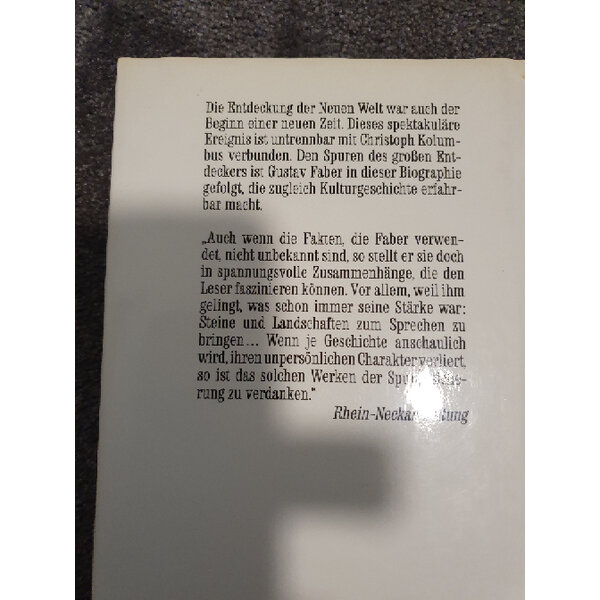 Die Entdeckung der Neuen Welt war auch der
Beginn einer neuen Zeit. Dieses spektakuläre
Ereignis ist untrennbar mit Christoph Kolum-
bus verbunden. Den Spuren des großen Ent-
deckers ist Gustav Faber in dieser Biographie
gefolgt, die zugleich Kulturgeschichte erfahr-
bar macht.
„Auch wenn die Fakten, die Faber verwen-
det, nicht unbekannt sind, so stellt er sie doch
in spannungsvolle Zusammenhänge, die den
Leser faszinieren können. Vor allem, weil ihm
gelingt, was schon immer seine Stärke war:
Steine und Landschaften zum Sprechen zu
bringen... Wenn je Geschichte anschaulich
wird, ihren unpersönlichen Charakter verliert,
so ist das solchen Werken der
rung zu verdanken."